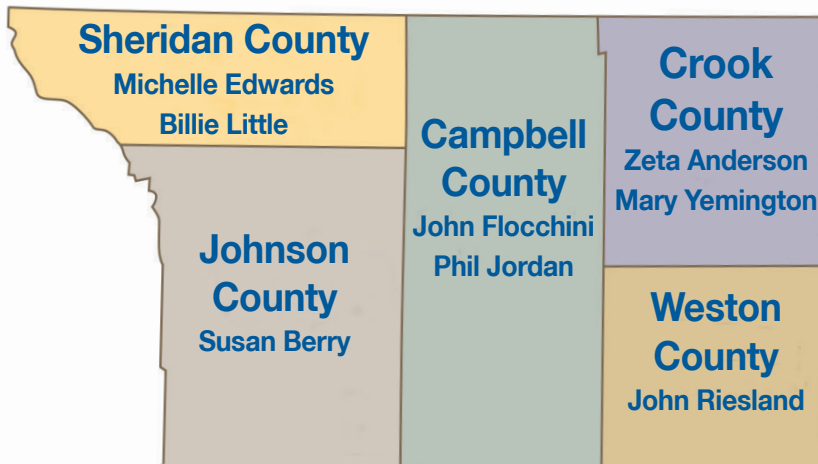 Sheridan County
Michelle Edwards
Billie Little
Johnson
County
Susan Berry
Campbell
County
John Flocchini
Phil Jordan
Crook
County
Zeta Anderson
Mary Yemington
Weston
County
John Riesland